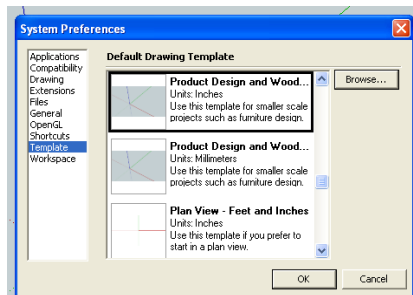 System Preferences
Applications
Compatibility
Drawing
Extensions
Files
General
OpenGL
Shortcuts
Template
Workspace
Default Drawing Template
Product Design and Wood...
Units: Inches
Use this template for smaller scale
projects such as furniture design.
Product Design and Wood...
Units: Millimeters
Use this template for smaller scale
projects such as furniture design.
Plan View - Feet and Inches
Units: Inches
Use this template if you prefer to
start in a plan view.
Browse...
OK
Cancel